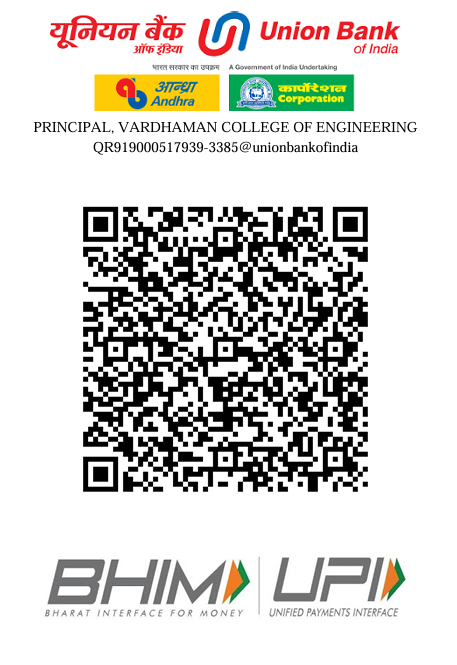 यूनियन बैंक Union Bank
ऑफ इंडिया of India
भारत सरकार का उपक्रम A Government of India Undertaking
आन्ध्रा Andhra
कार्पोरेशन Corporation
PRINCIPAL, VARDHAMAN COLLEGE OF ENGINEERING
QR919000517939-3385@unionbankofindia
BHIM UPI
BHARAT INTERFACE FOR MONEY UNIFIED PAYMENTS INTERFACE